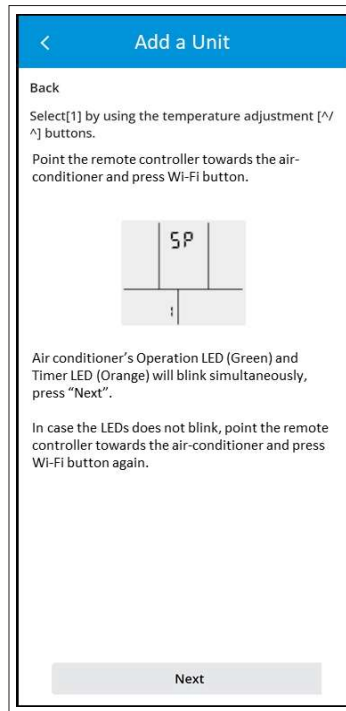 Add a Unit
Back
Select[1] by using the temperature adjustment [^/
^] buttons.
Point the remote controller towards the air-
conditioner and press Wi-Fi button.
SP
1
Air conditioner's Operation LED (Green) and
Timer LED (Orange) will blink simultaneously,
press “Next”.
In case the LEDs does not blink, point the remote
controller towards the air-conditioner and press
Wi-Fi button again.
Next